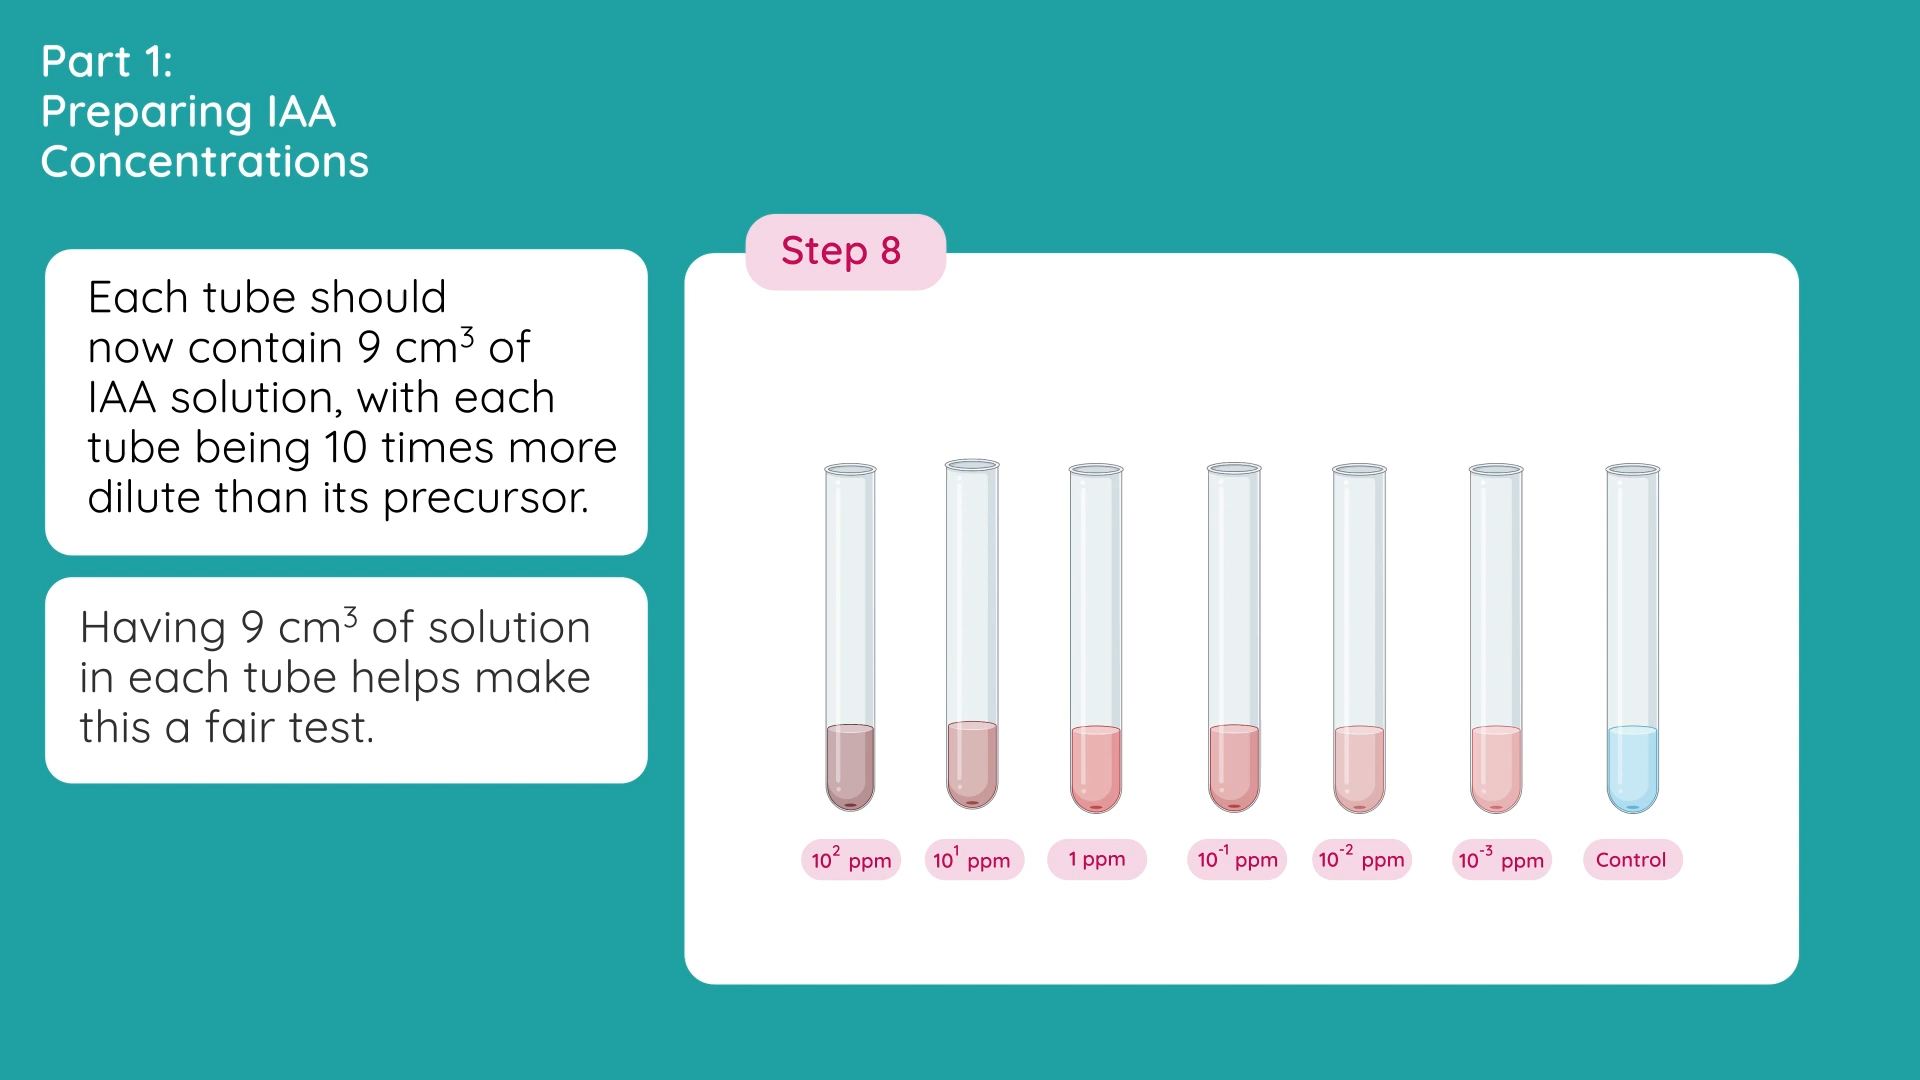 Part 1:
Preparing IAA
Concentrations
Each tube should
now contain 9 cm³ of
IAA solution, with each
tube being 10 times more
dilute than its precursor.
Having 9 cm³ of solution
in each tube helps make
this a fair test.
Step 8
10² ppm
10¹ ppm
1 ppm
10⁻¹ ppm
10⁻² ppm
10⁻³ ppm
Control